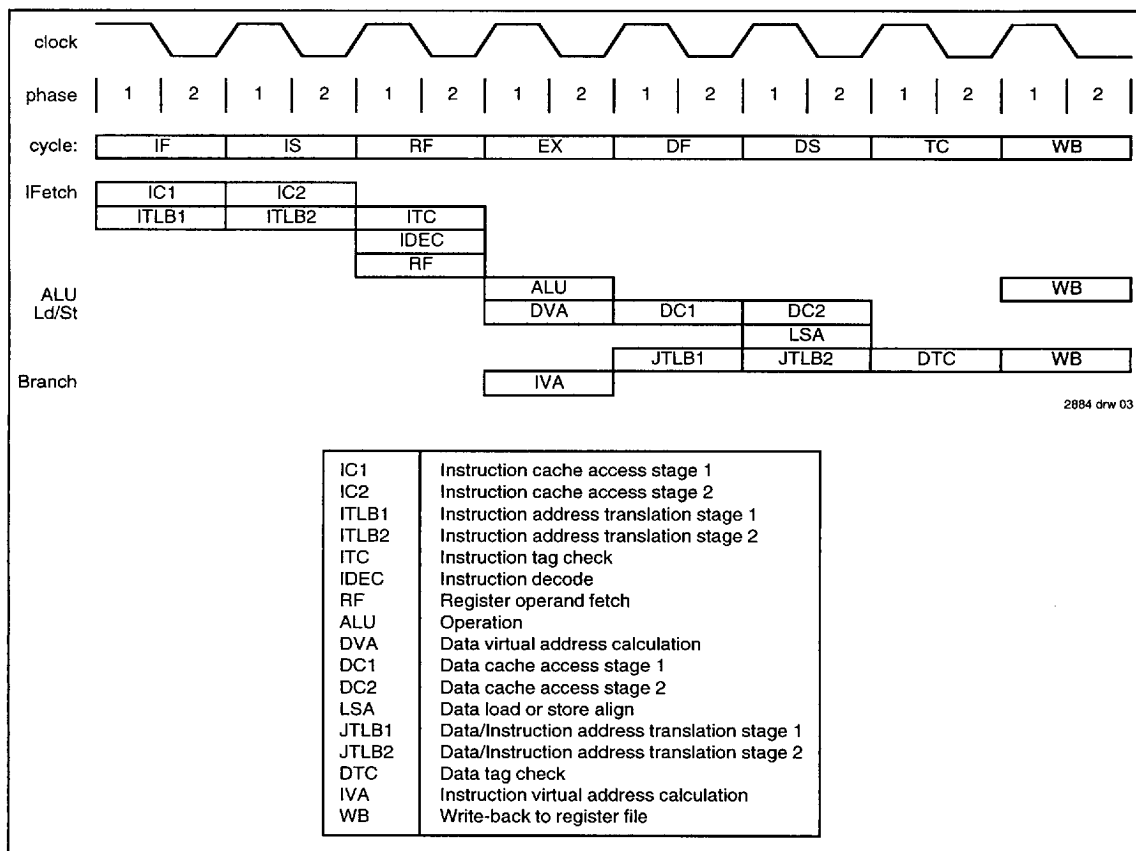 clock
phase 1 2 1 2 1 2 1 2 1 2 1 2 1 2 1 2
cycle: IF IS RF EX DF DS TC WB
IFetch IC1 IC2
ITLB1 ITLB2 ITC
IDEC
RF
ALU ALU WB
Ld/St DVA DC1 DC2
LSA
JTLB1 JTLB2 DTC WB
Branch IVA
2884 drw 03
IC1 Instruction cache access stage 1
IC2 Instruction cache access stage 2
ITLB1 Instruction address translation stage 1
ITLB2 Instruction address translation stage 2
ITC Instruction tag check
IDEC Instruction decode
RF Register operand fetch
ALU Operation
DVA Data virtual address calculation
DC1 Data cache access stage 1
DC2 Data cache access stage 2
LSA Data load or store align
JTLB1 Data/Instruction address translation stage 1
JTLB2 Data/Instruction address translation stage 2
DTC Data tag check
IVA Instruction virtual address calculation
WB Write-back to register file